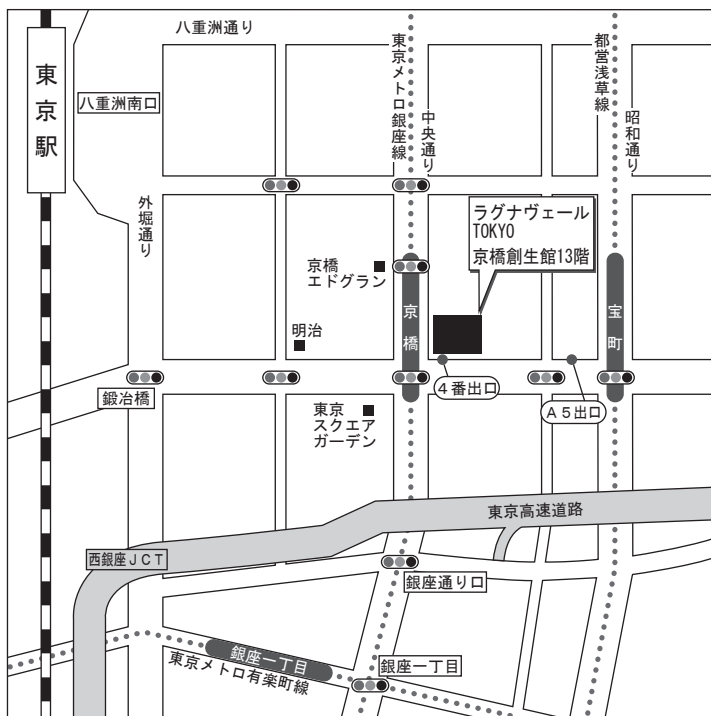 八重洲通り
東京駅
八重洲南口
東京メトロ銀座線
中央通り
都営浅草線
昭和通り
外堀通り
ラグナヴェール
TOKYO
京橋創生館13階
京橋
エドグラン
京橋
宝町
明治
4番出口
A5出口
鍛冶橋
東京
スクエア
ガーデン
東京高速道路
西銀座JCT
銀座通り口
銀座一丁目
東京メトロ有楽町線
銀座一丁目